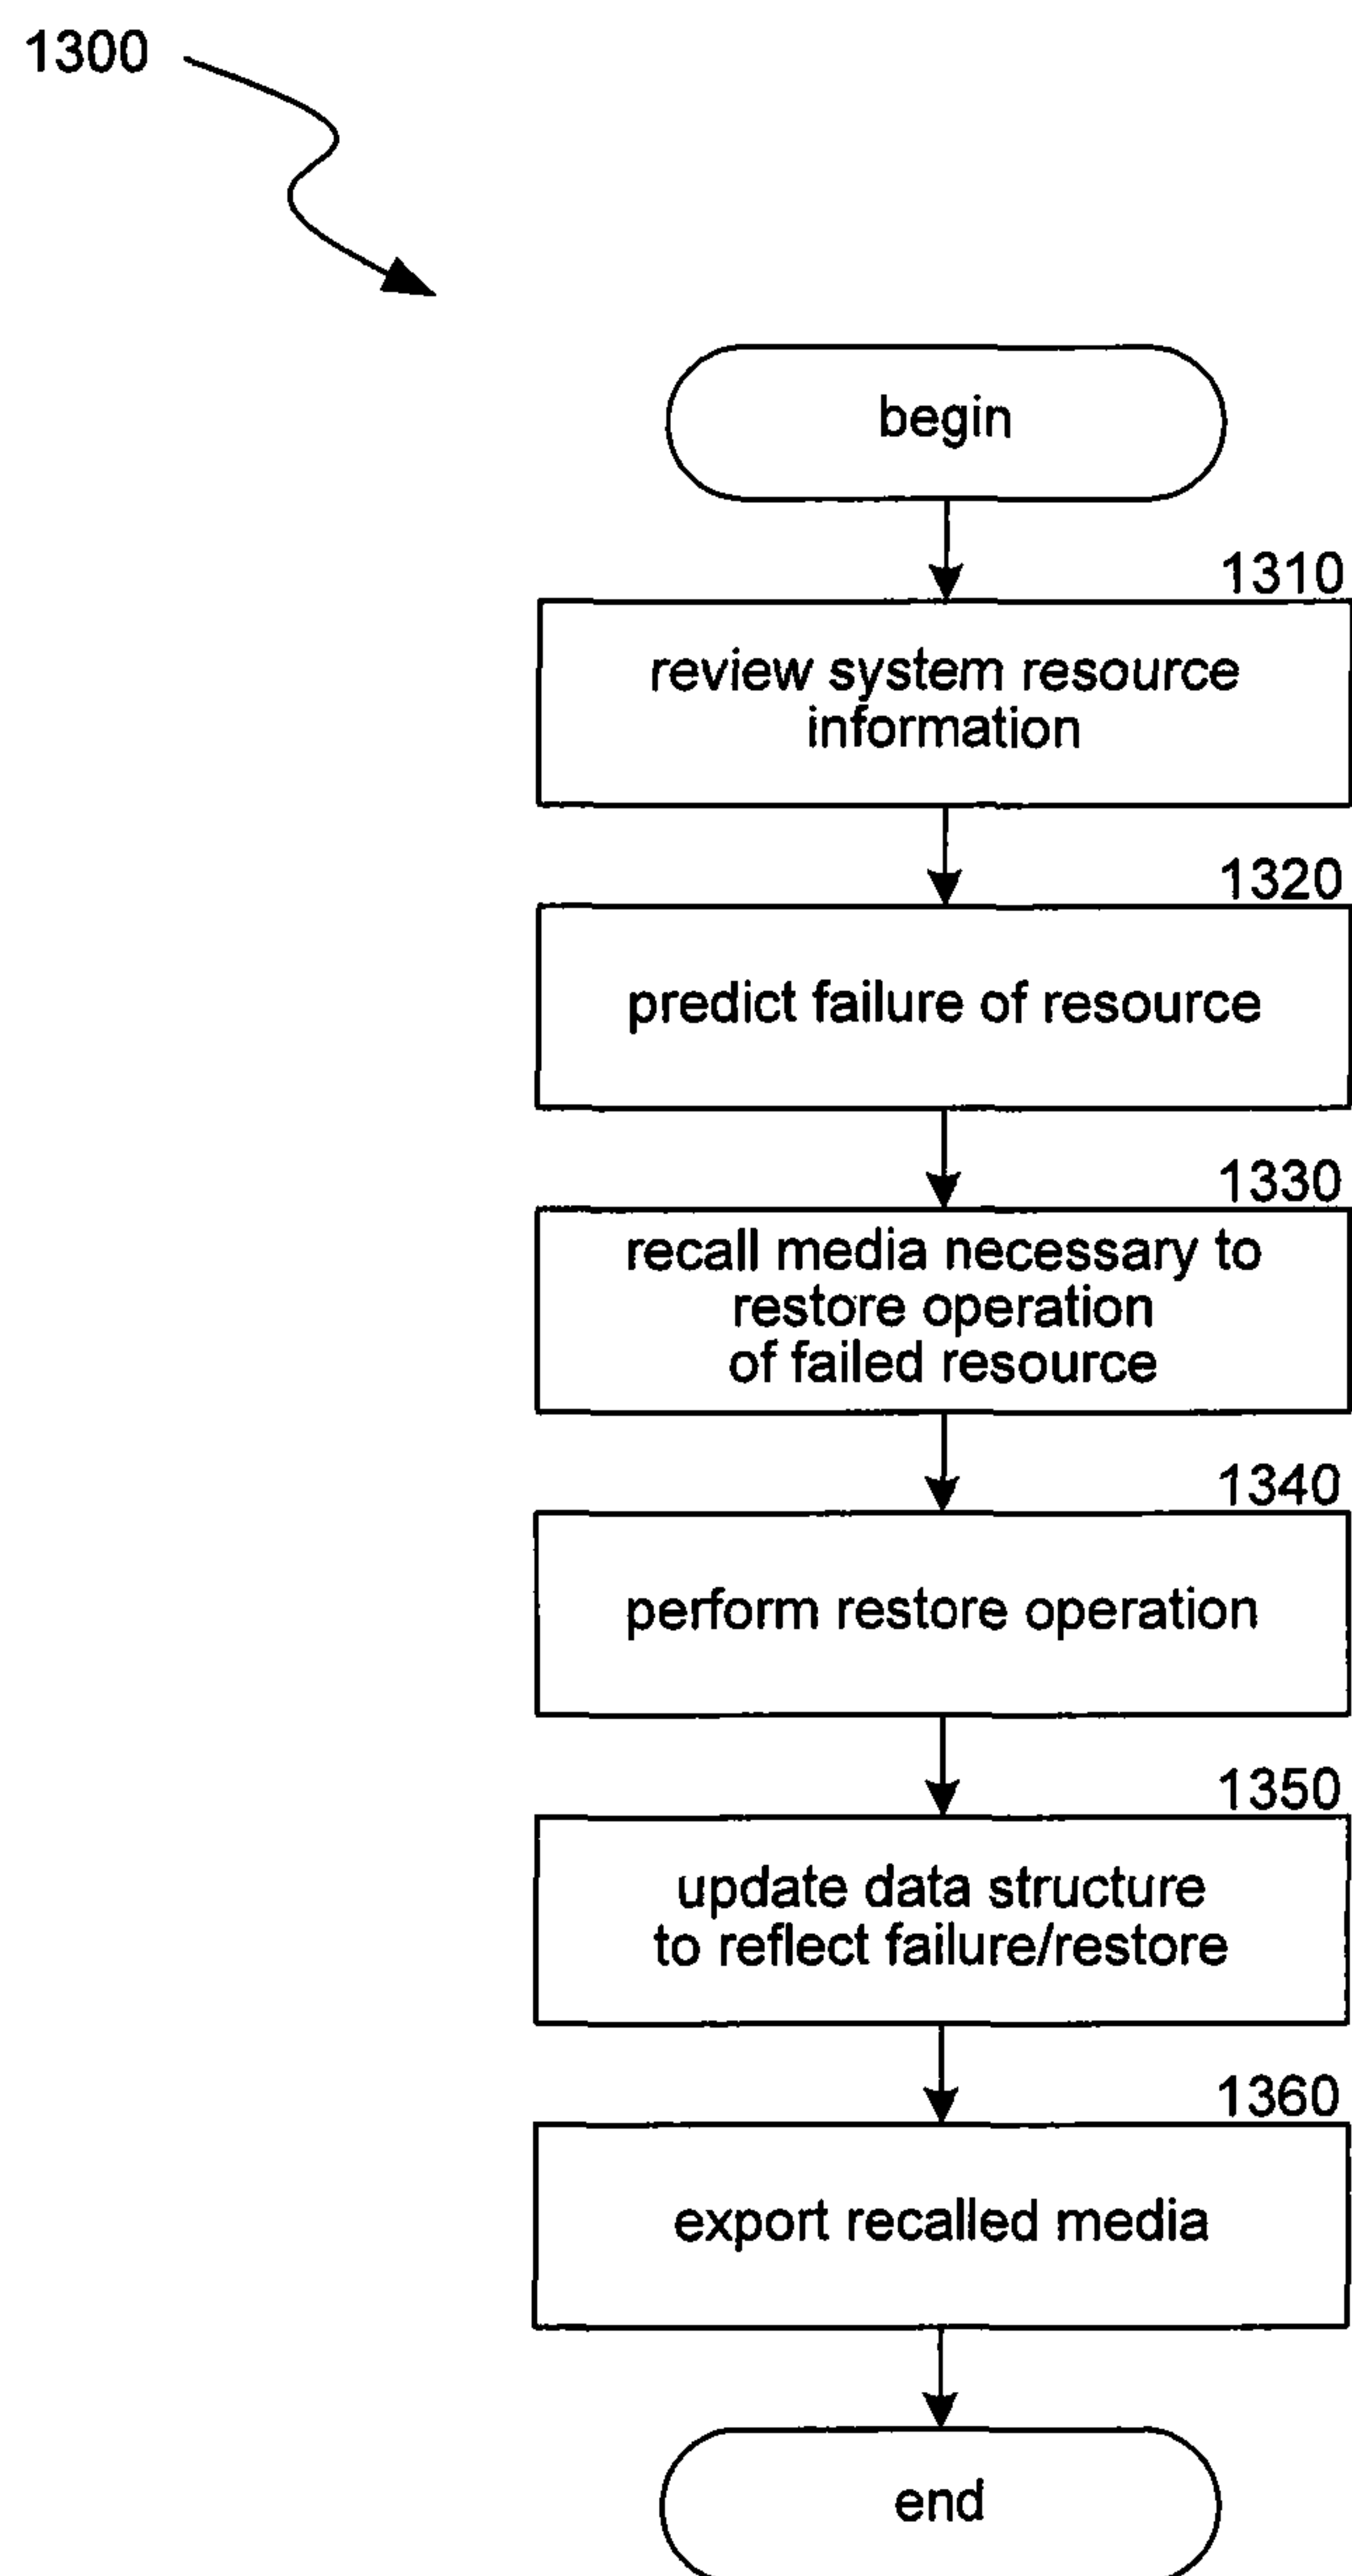 1300
begin
1310
review system resource
information
1320
predict failure of resource
1330
recall media necessary to
restore operation
of failed resource
1340
perform restore operation
1350
update data structure
to reflect failure/restore
1360
export recalled media
end